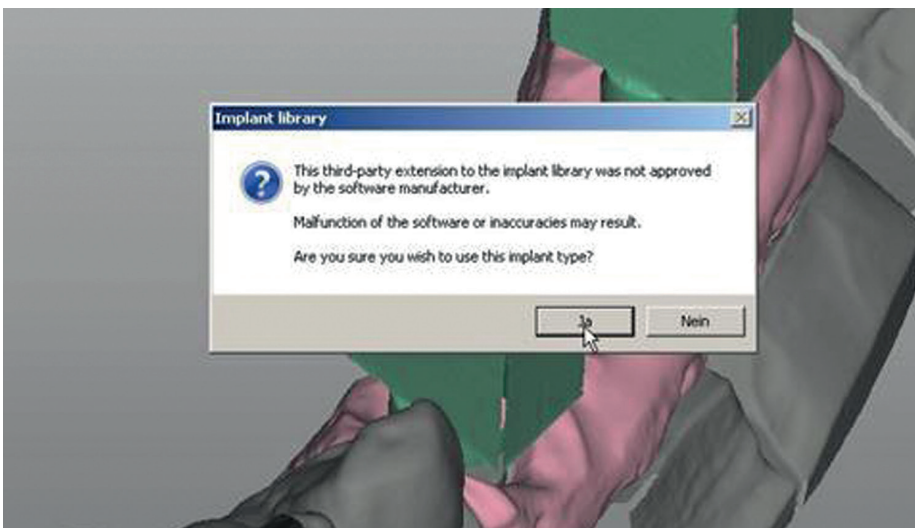 Implant library
This third-party extension to the implant library was not approved
by the software manufacturer.
Malfunction of the software or inaccuracies may result.
Are you sure you wish to use this implant type?
Ja
Nein